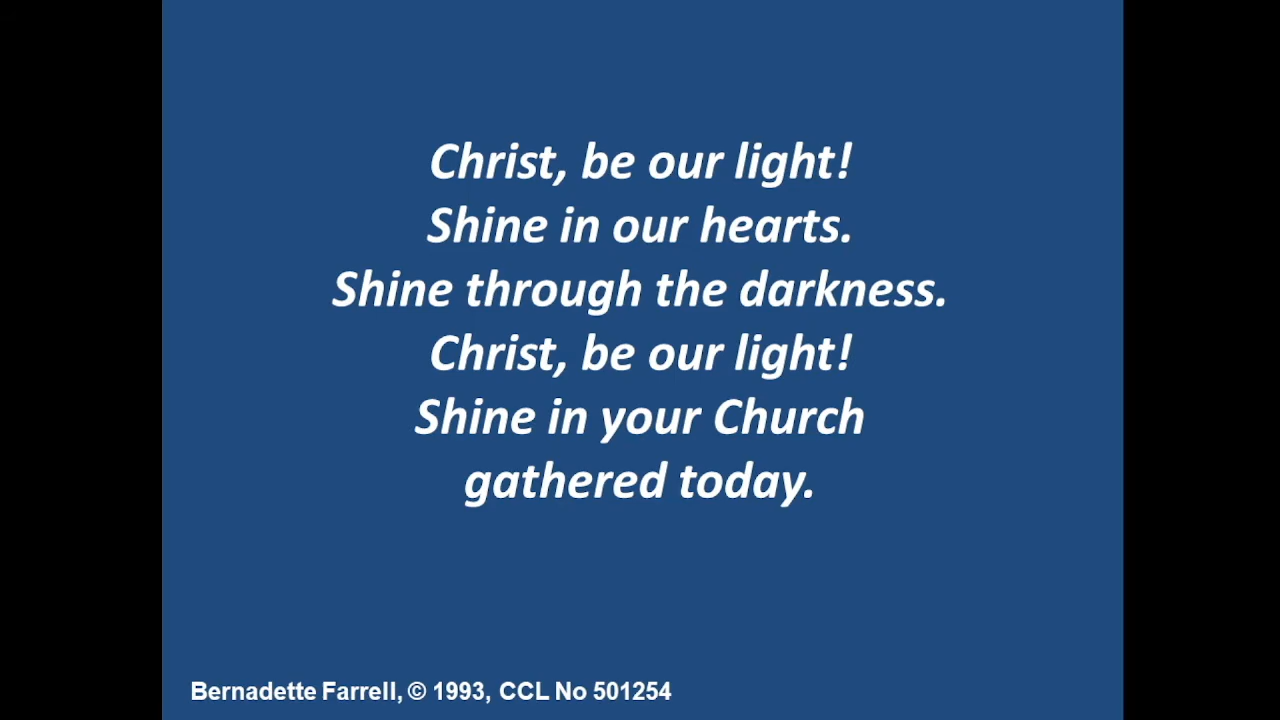 Christ, be our light!
Shine in our hearts.
Shine through the darkness.
Christ, be our light!
Shine in your Church
gathered today.
Bernadette Farrell, © 1993, CCL No 501254